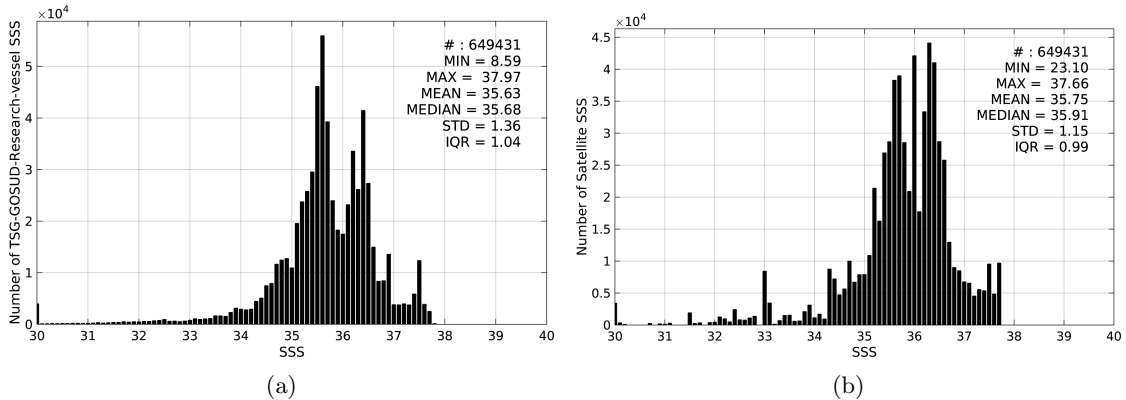 ×10⁴
Number of TSG-GOSUD-Research-vessel SSS
5
4
3
2
1
0
# : 649431
MIN = 8.59
MAX = 37.97
MEAN = 35.63
MEDIAN = 35.68
STD = 1.36
IQR = 1.04
30 31 32 33 34 35 36 37 38 39 40
SSS
(a)
×10⁴
Number of Satellite SSS
4.5
4
3.5
3
2.5
2
1.5
1
0.5
0
# : 649431
MIN = 23.10
MAX = 37.66
MEAN = 35.75
MEDIAN = 35.91
STD = 1.15
IQR = 0.99
30 31 32 33 34 35 36 37 38 39 40
SSS
(b)